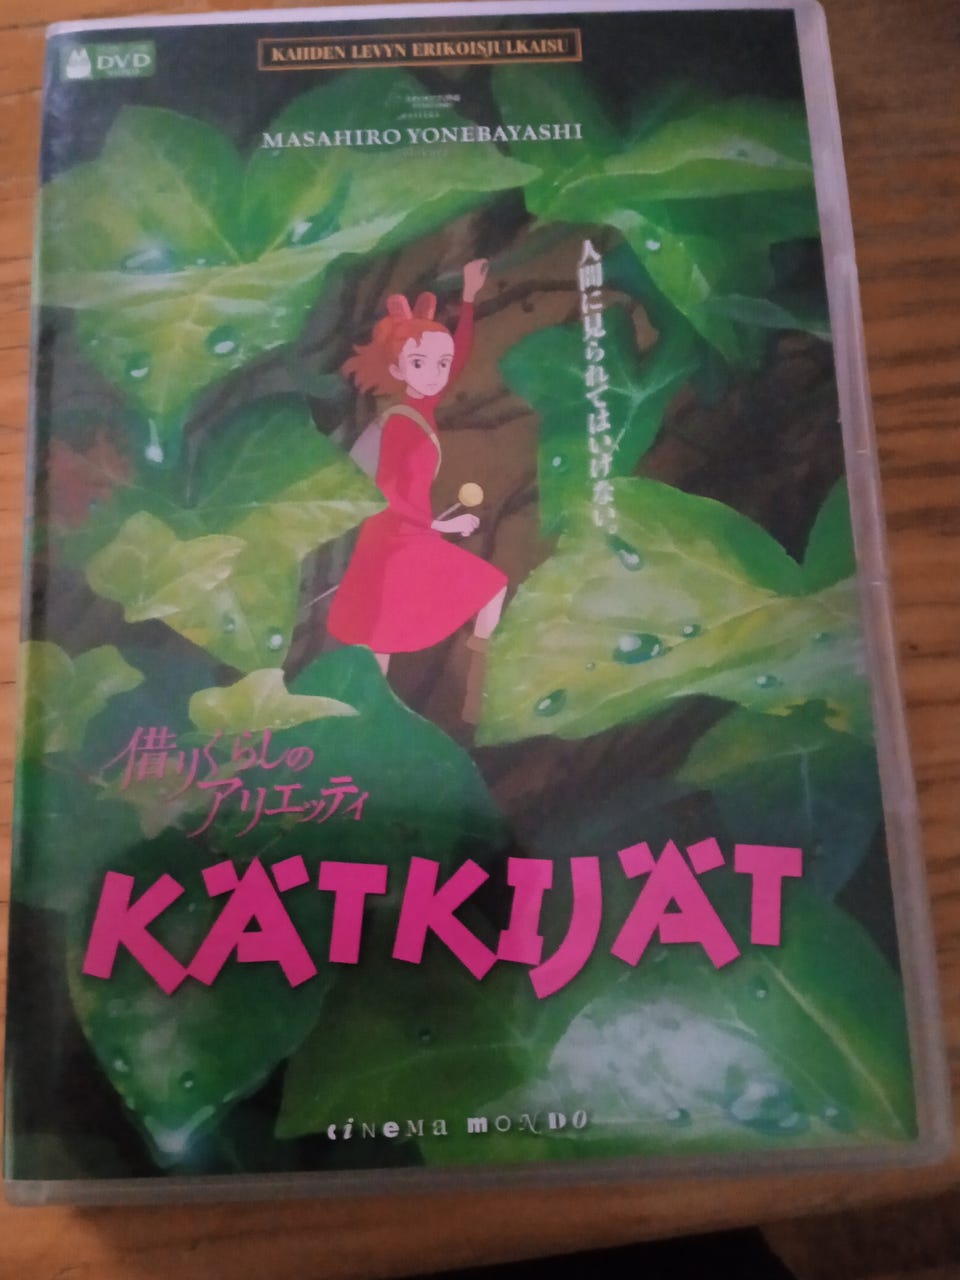 DVD
KAHDEN LEVYN ERIKOISJULKAISU
MASAHIRO YONEBAYASHI
人間に見られてはいけない。
借りぐらしの
アリエッティ
KÄTKIJÄT
CINEMA MONDO